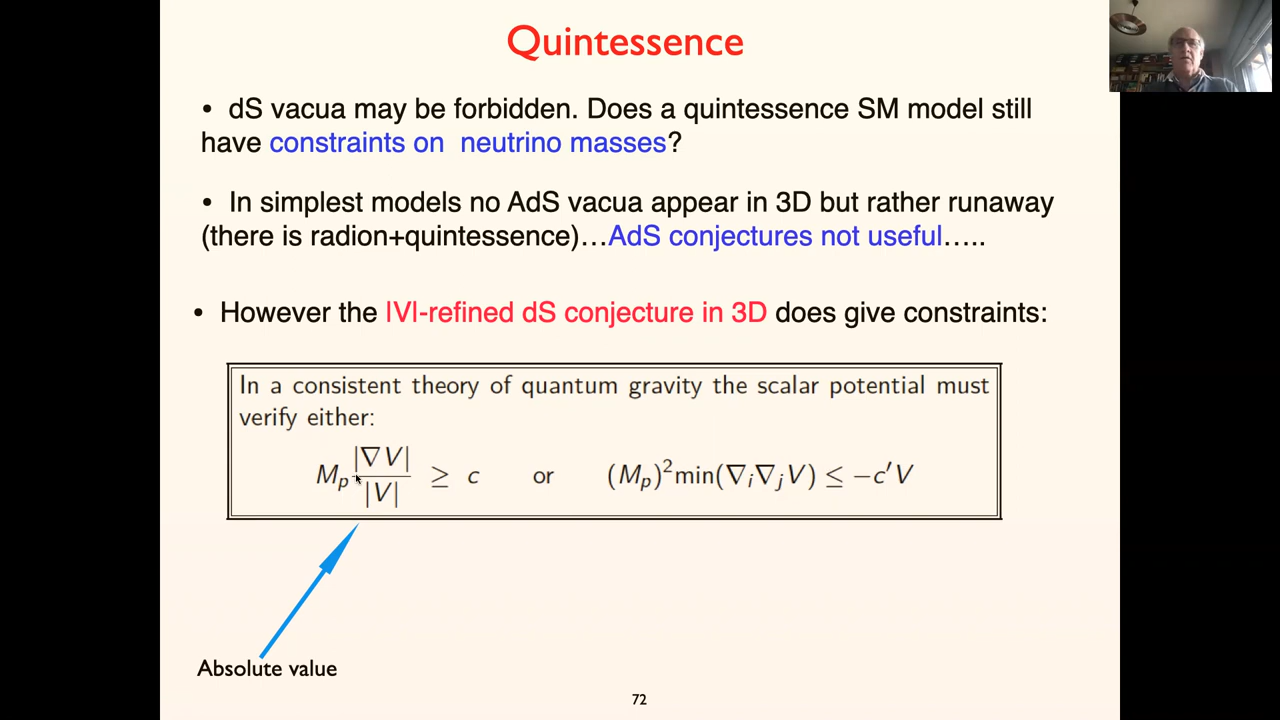 Quintessence
• dS vacua may be forbidden. Does a quintessence SM model still
have constraints on neutrino masses?
• In simplest models no AdS vacua appear in 3D but rather runaway
(there is radion+quintessence)…AdS conjectures not useful…..
• However the |V|-refined dS conjecture in 3D does give constraints:
In a consistent theory of quantum gravity the scalar potential must
verify either:
M_p |∇V| / |V| ≥ c or (M_p)² min(∇_i∇_jV) ≤ −c′V
Absolute value
72